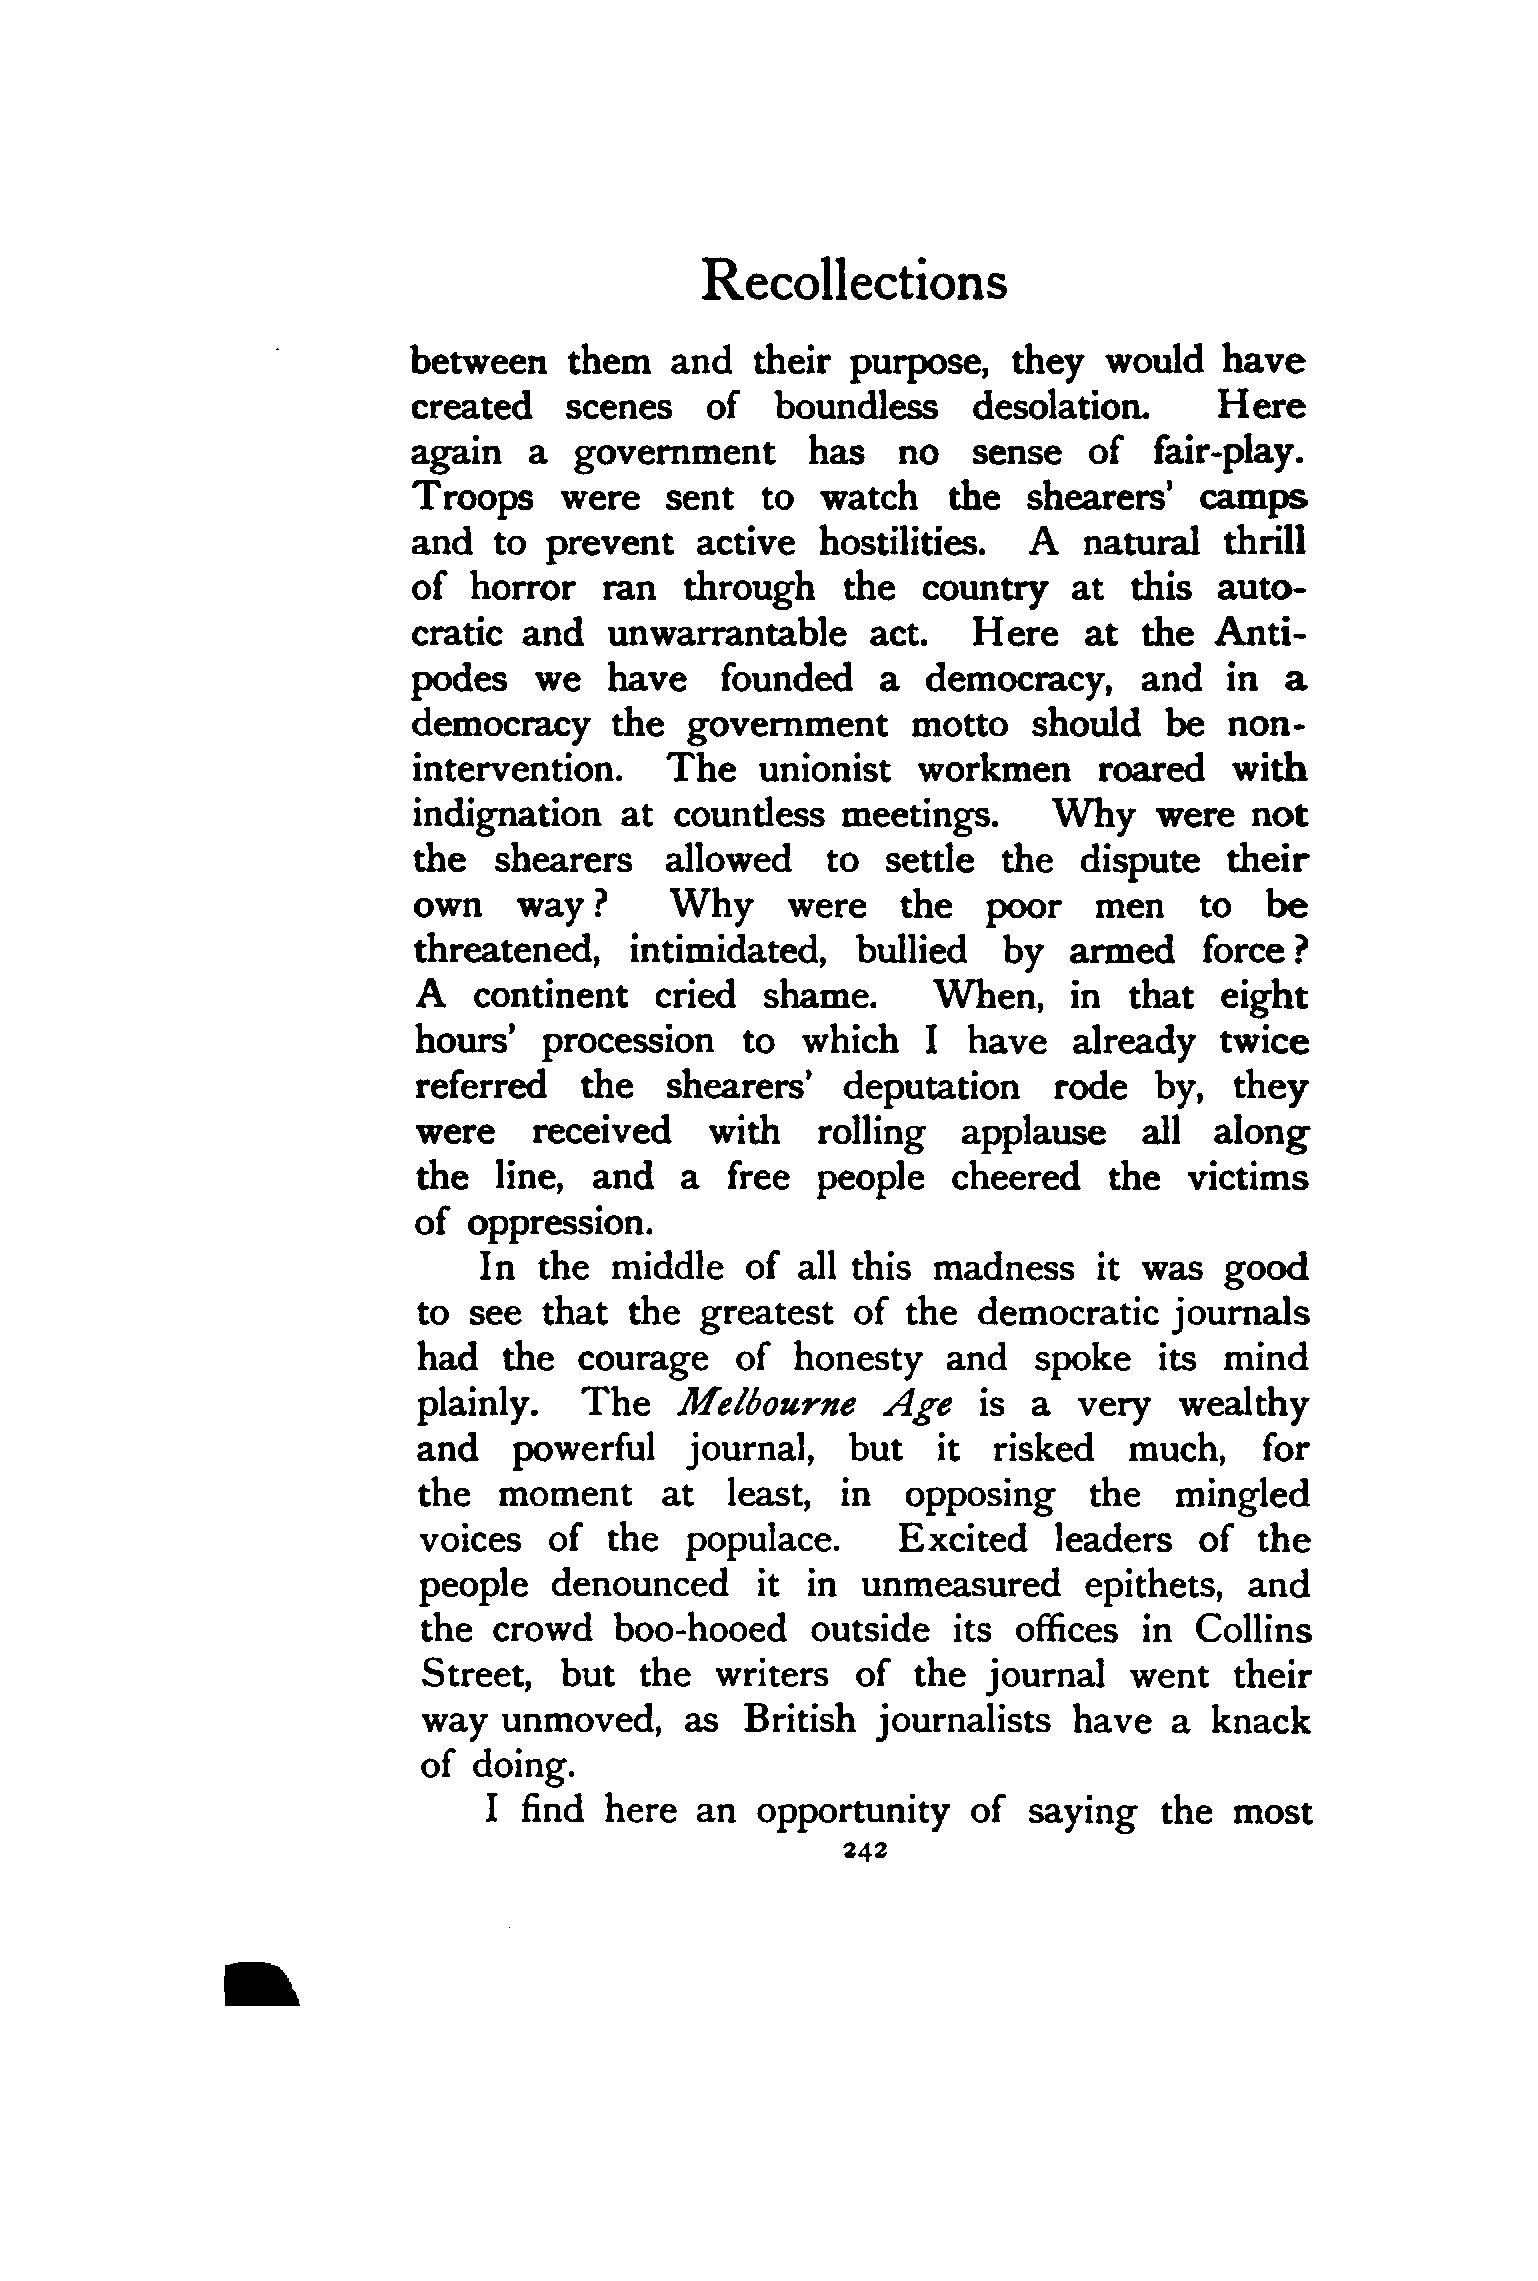 Recollections
between them and their purpose, they would have
created scenes of boundless desolation. Here
again a government has no sense of fair-play.
Troops were sent to watch the shearers' camps
and to prevent active hostilities. A natural thrill
of horror ran through the country at this auto-
cratic and unwarrantable act. Here at the Anti-
podes we have founded a democracy, and in a
democracy the government motto should be non-
intervention. The unionist workmen roared with
indignation at countless meetings. Why were not
the shearers allowed to settle the dispute their
own way? Why were the poor men to be
threatened, intimidated, bullied by armed force?
A continent cried shame. When, in that eight
hours' procession to which I have already twice
referred the shearers' deputation rode by, they
were received with rolling applause all along
the line, and a free people cheered the victims
of oppression.
In the middle of all this madness it was good
to see that the greatest of the democratic journals
had the courage of honesty and spoke its mind
plainly. The Melbourne Age is a very wealthy
and powerful journal, but it risked much, for
the moment at least, in opposing the mingled
voices of the populace. Excited leaders of the
people denounced it in unmeasured epithets, and
the crowd boo-hooed outside its offices in Collins
Street, but the writers of the journal went their
way unmoved, as British journalists have a knack
of doing.
I find here an opportunity of saying the most
242